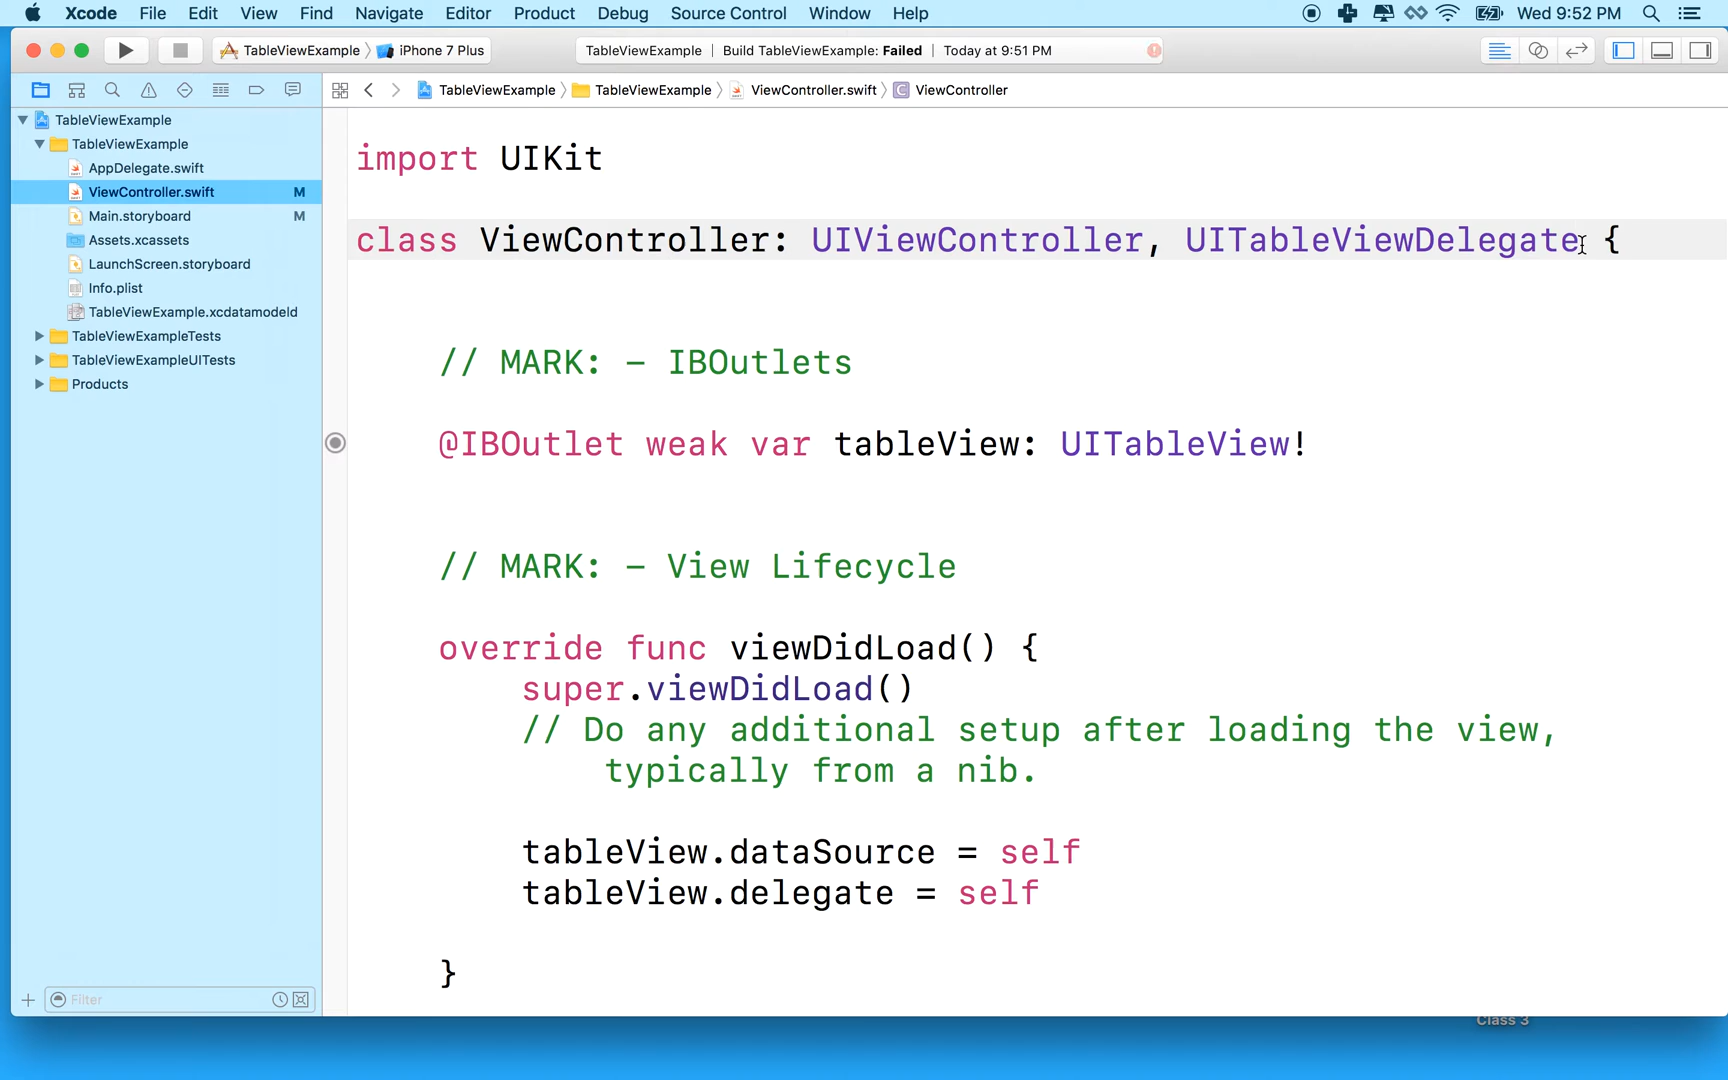 Xcode File Edit View Find Navigate Editor Product Debug Source Control Window Help Wed 9:52 PM
TableViewExample iPhone 7 Plus TableViewExample | Build TableViewExample: Failed | Today at 9:51 PM
TableViewExample TableViewExample ViewController.swift C ViewController
TableViewExample
TableViewExample
AppDelegate.swift
ViewController.swift M
Main.storyboard M
Assets.xcassets
LaunchScreen.storyboard
Info.plist
TableViewExample.xcdatamodeld
TableViewExampleTests
TableViewExampleUITests
Products
Filter
import UIKit
class ViewController: UIViewController, UITableViewDelegate {
// MARK: - IBOutlets
@IBOutlet weak var tableView: UITableView!
// MARK: - View Lifecycle
override func viewDidLoad() {
super.viewDidLoad()
// Do any additional setup after loading the view,
typically from a nib.
tableView.dataSource = self
tableView.delegate = self
}
Class 3